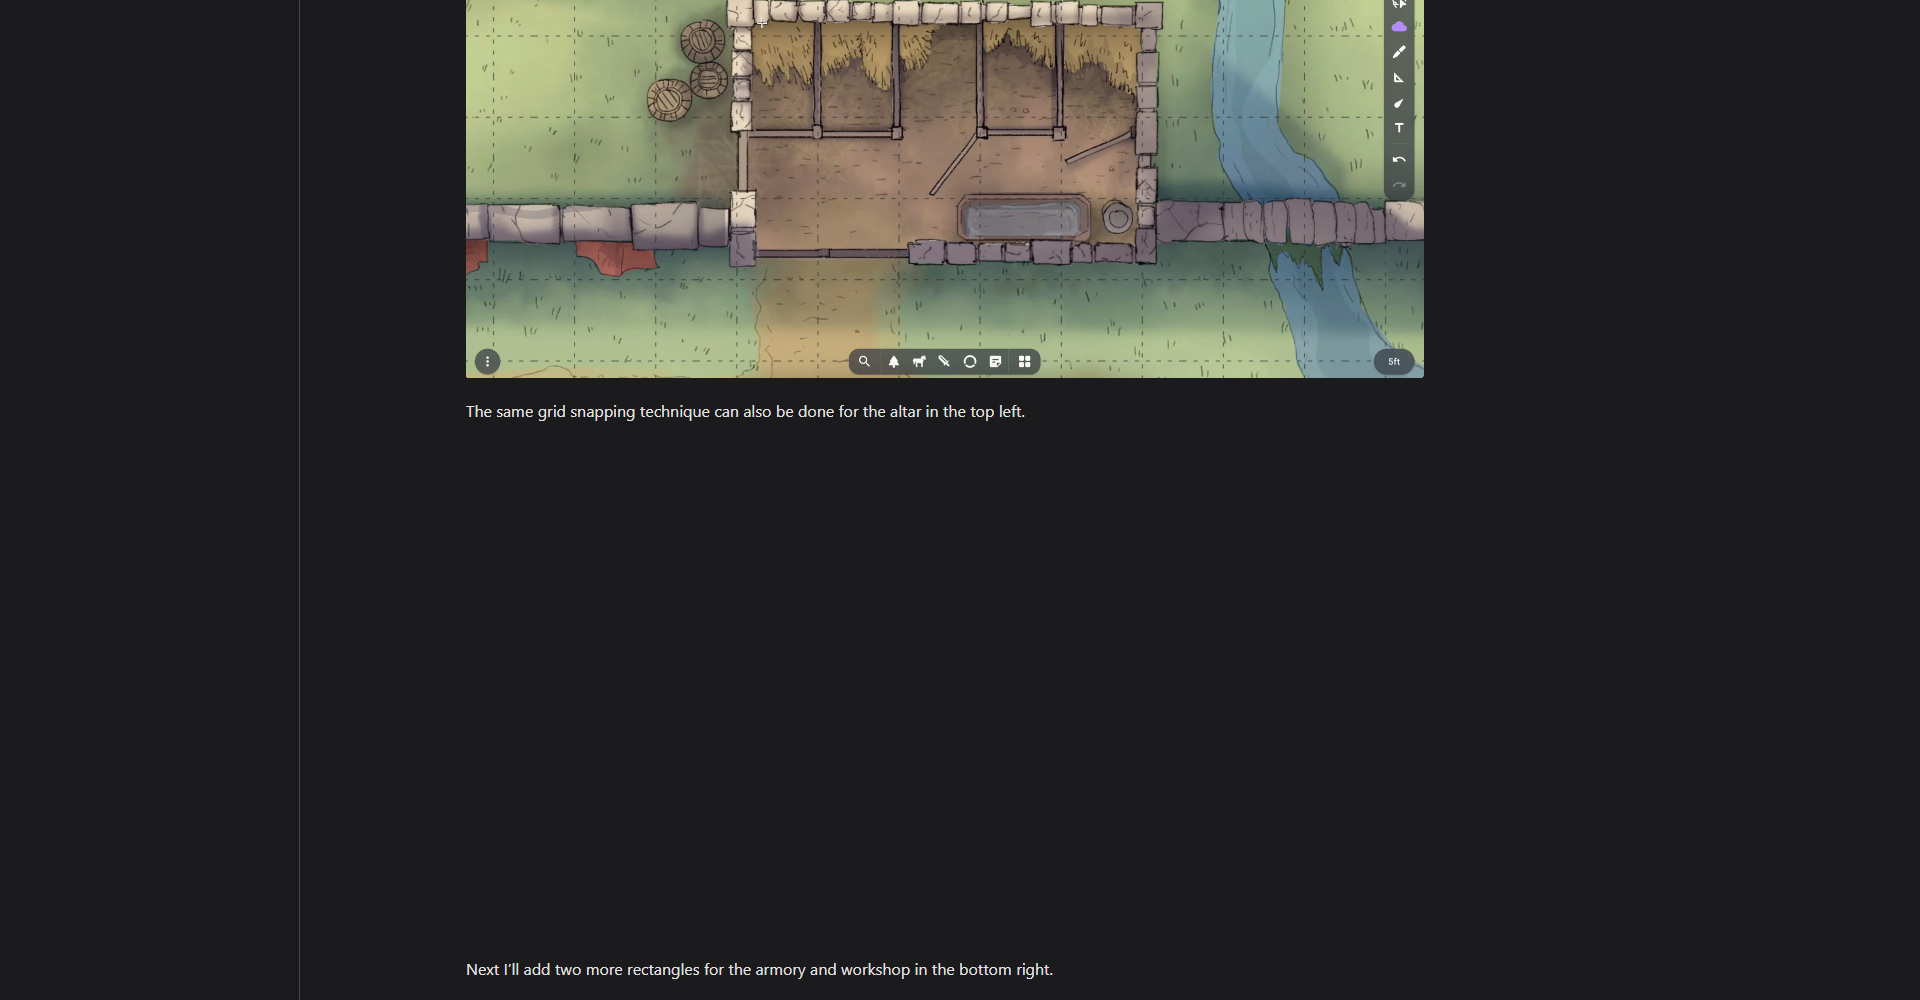 T
5ft
The same grid snapping technique can also be done for the altar in the top left.
Next I'll add two more rectangles for the armory and workshop in the bottom right.